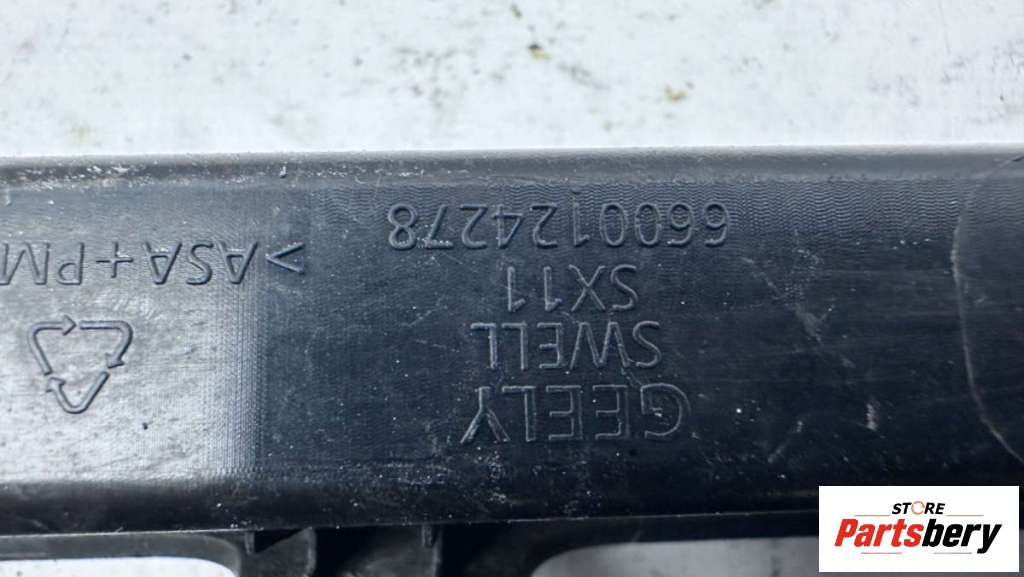 GEELY
SWELL
SX11
6600124278
>ASA+PM
STORE
Partsbery